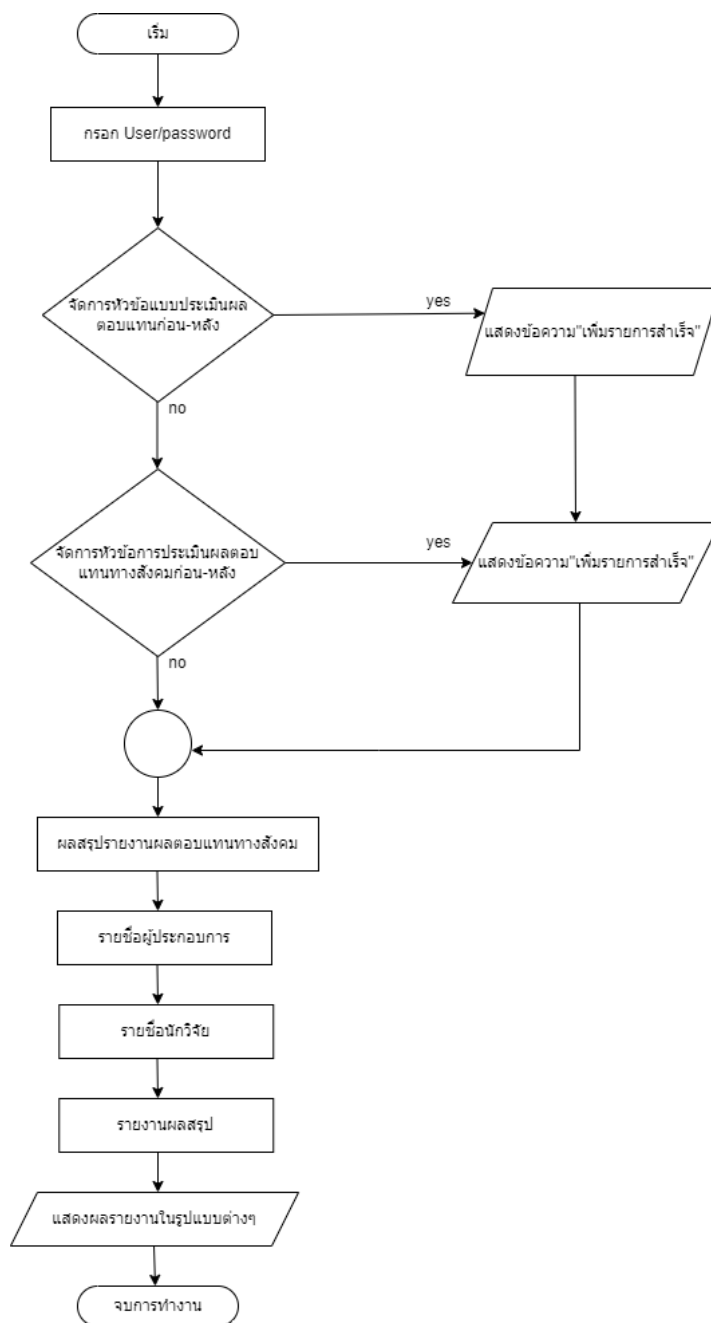 เริ่ม
กรอก User/password
จัดการหัวข้อแบบประเมินผล
ตอบแทนก่อน-หลัง
yes
แสดงข้อความ"เพิ่มรายการสำเร็จ"
no
จัดการหัวข้อการประเมินผลตอบ
แทนทางสังคมก่อน-หลัง
yes
แสดงข้อความ"เพิ่มรายการสำเร็จ"
no
ผลสรุปรายงานผลตอบแทนทางสังคม
รายชื่อผู้ประกอบการ
รายชื่อนักวิจัย
รายงานผลสรุป
แสดงผลรายงานในรูปแบบต่างๆ
จบการทำงาน